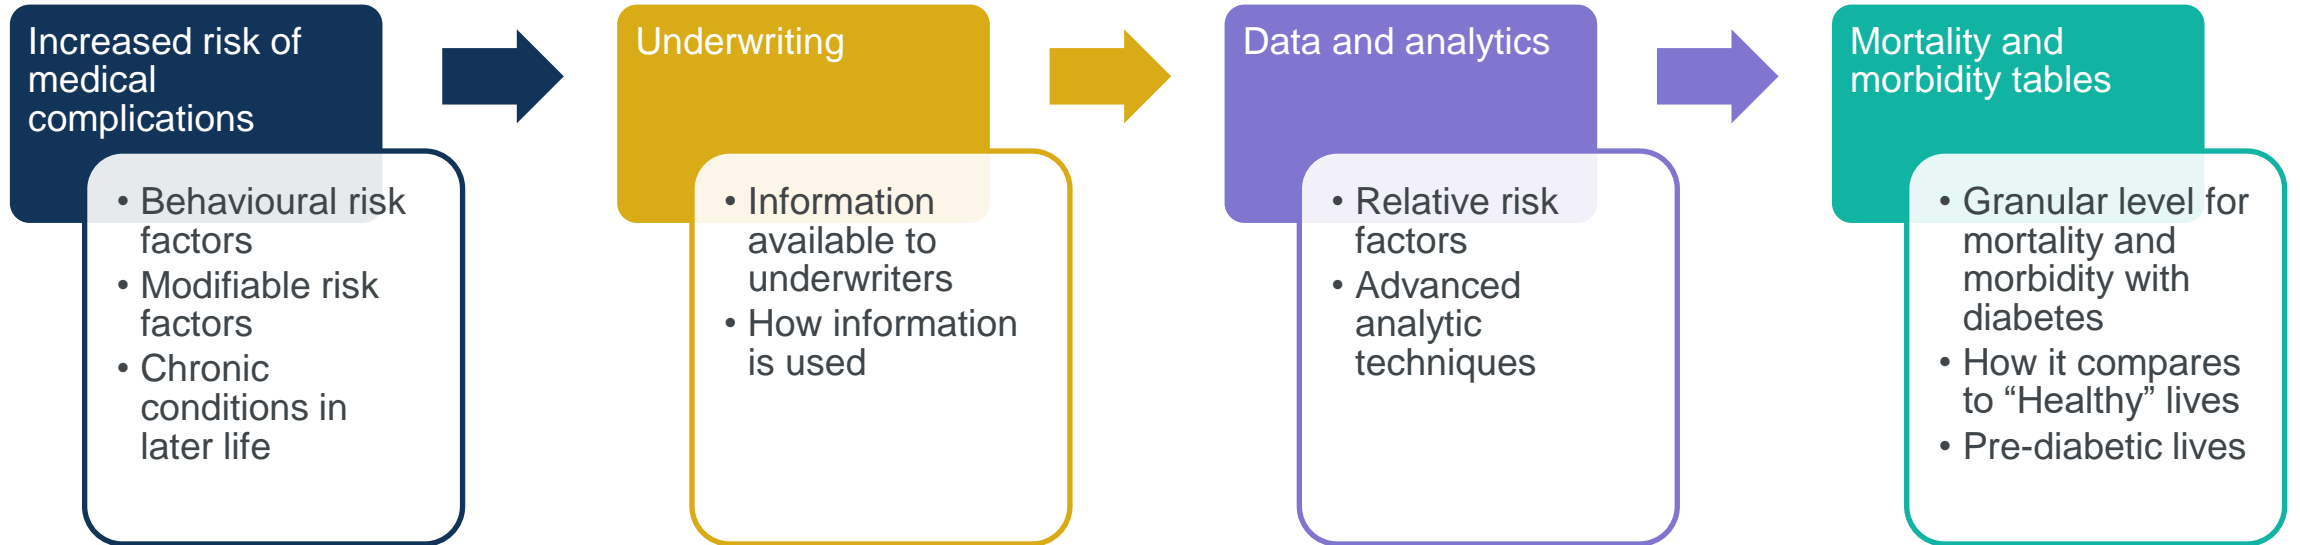 Increased risk of
medical
complications
• Behavioural risk
factors
• Modifiable risk
factors
• Chronic
conditions in
later life
Underwriting
• Information
available to
underwriters
• How information
is used
Data and analytics
• Relative risk
factors
• Advanced
analytic
techniques
Mortality and
morbidity tables
• Granular level for
mortality and
morbidity with
diabetes
• How it compares
to “Healthy” lives
• Pre-diabetic lives